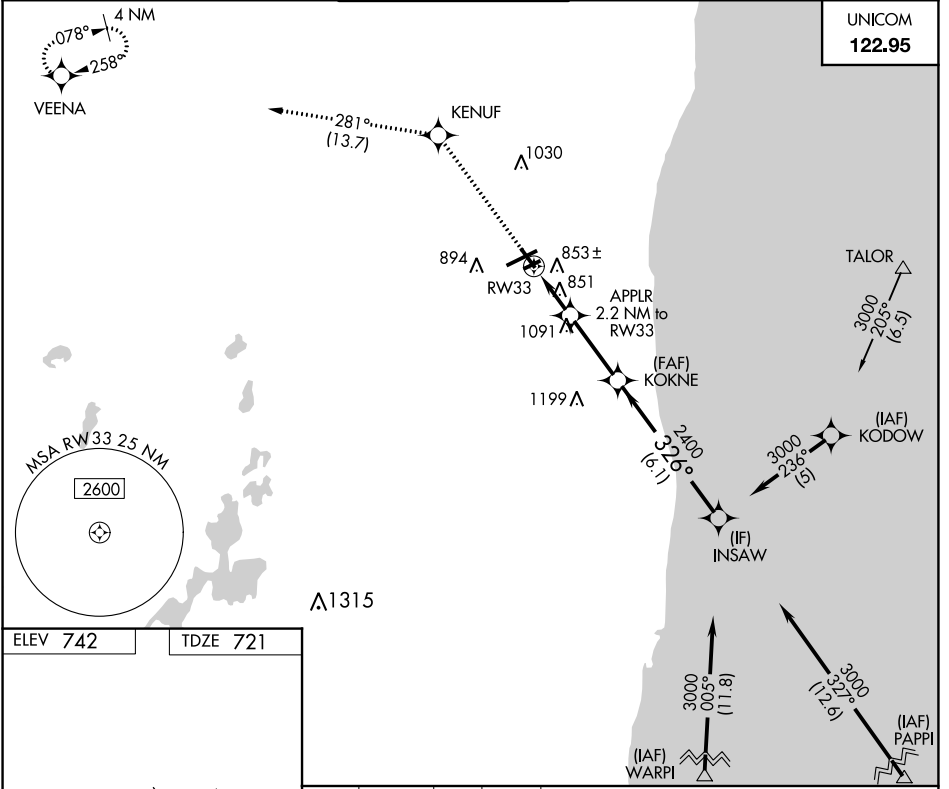 4 NM
078°
258°
VEENA
UNICOM
122.95
281°
(13.7)
KENUF
1030
894
853±
RW33
851
APPLR
2.2 NM to
RW33
1091
TALOR
3000
205°
(6.5)
(FAF)
KOKNE
1199
2400
326°
(6.1)
(IAF)
KODOW
3000
236°
(5)
(IF)
INSAW
MSA RW33 25 NM
2600
1315
ELEV 742
TDZE 721
3000
005°
(11.8)
(IAF)
WARPI
3000
327°
(12.6)
(IAF)
PAPPI